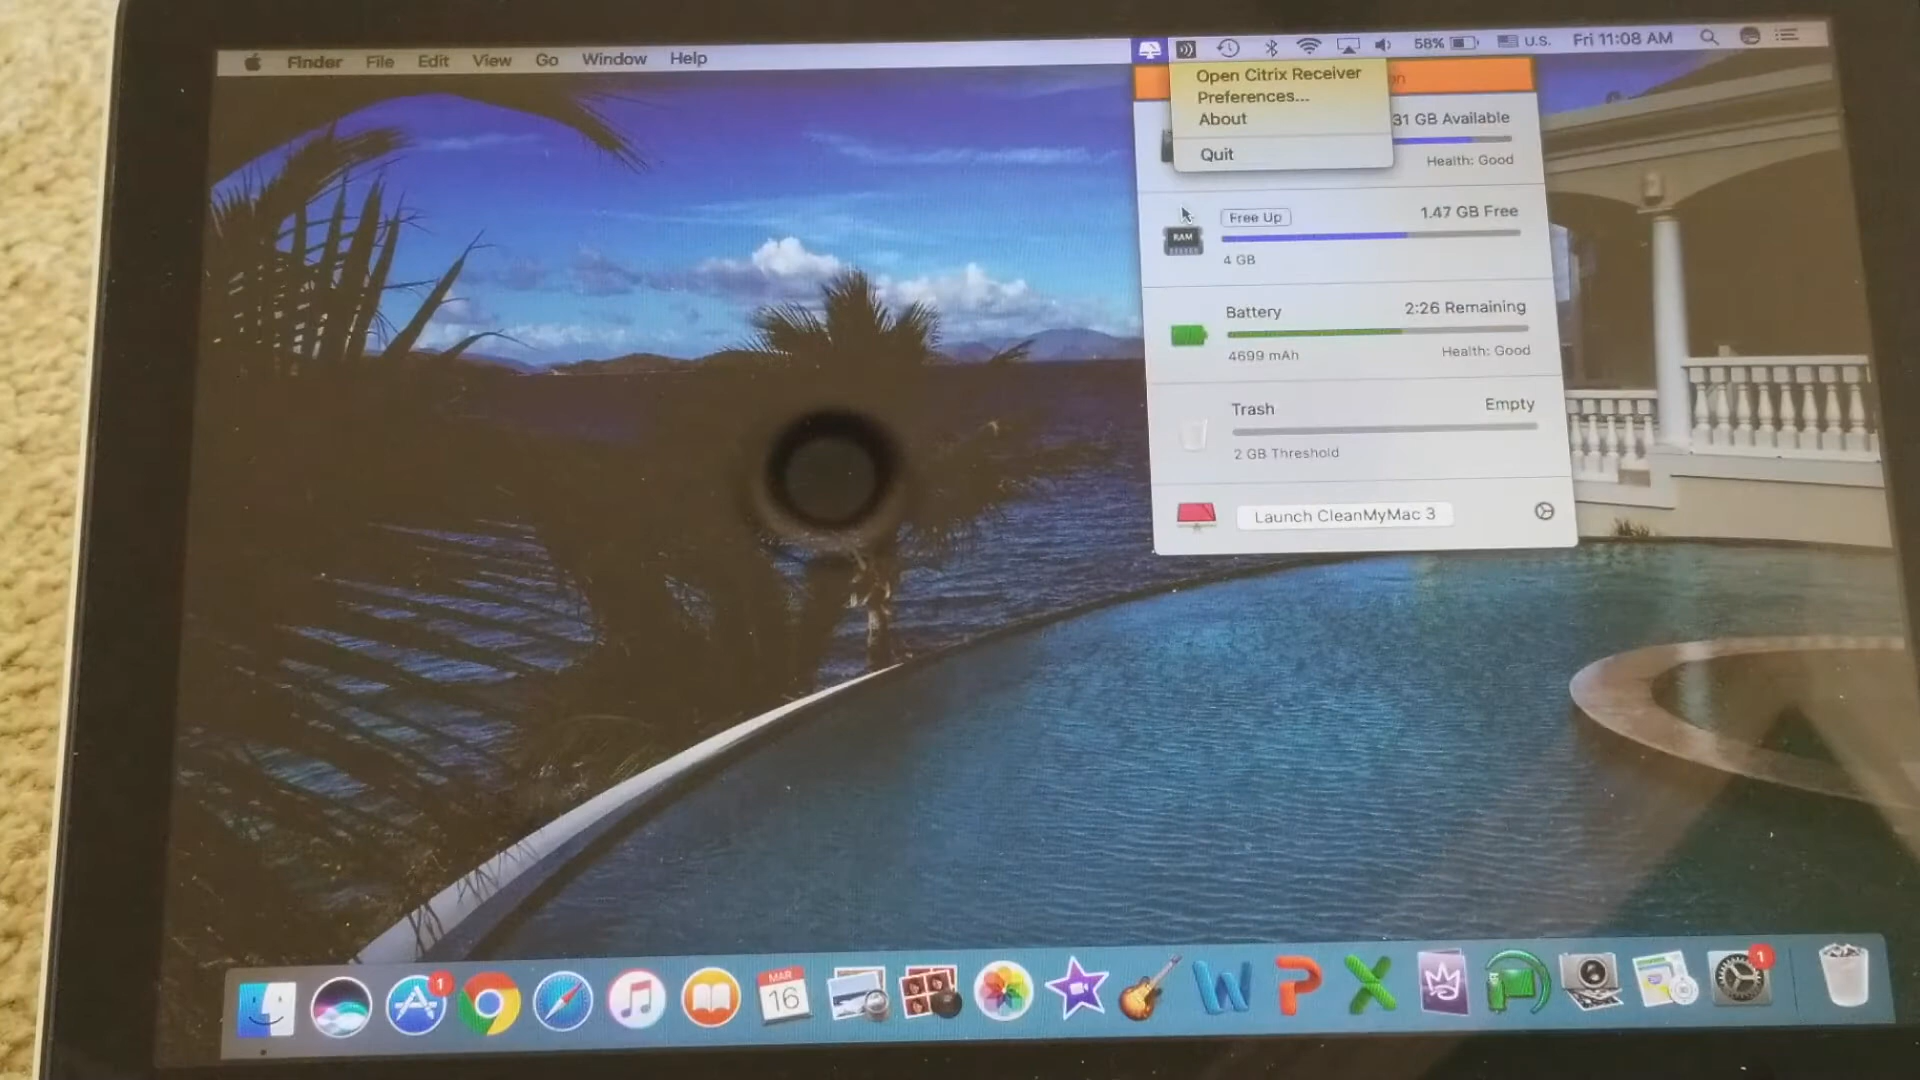 Finder File Edit View Go Window Help
58% U.S. Fri 11:08 AM
Open Citrix Receiver
Preferences...
About
Quit
31 GB Available
Health: Good
Free Up
1.47 GB Free
RAM
4 GB
Battery
2:26 Remaining
4699 mAh
Health: Good
Trash
Empty
2 GB Threshold
Launch CleanMyMac 3
1
MAR
16
W
P
X
1